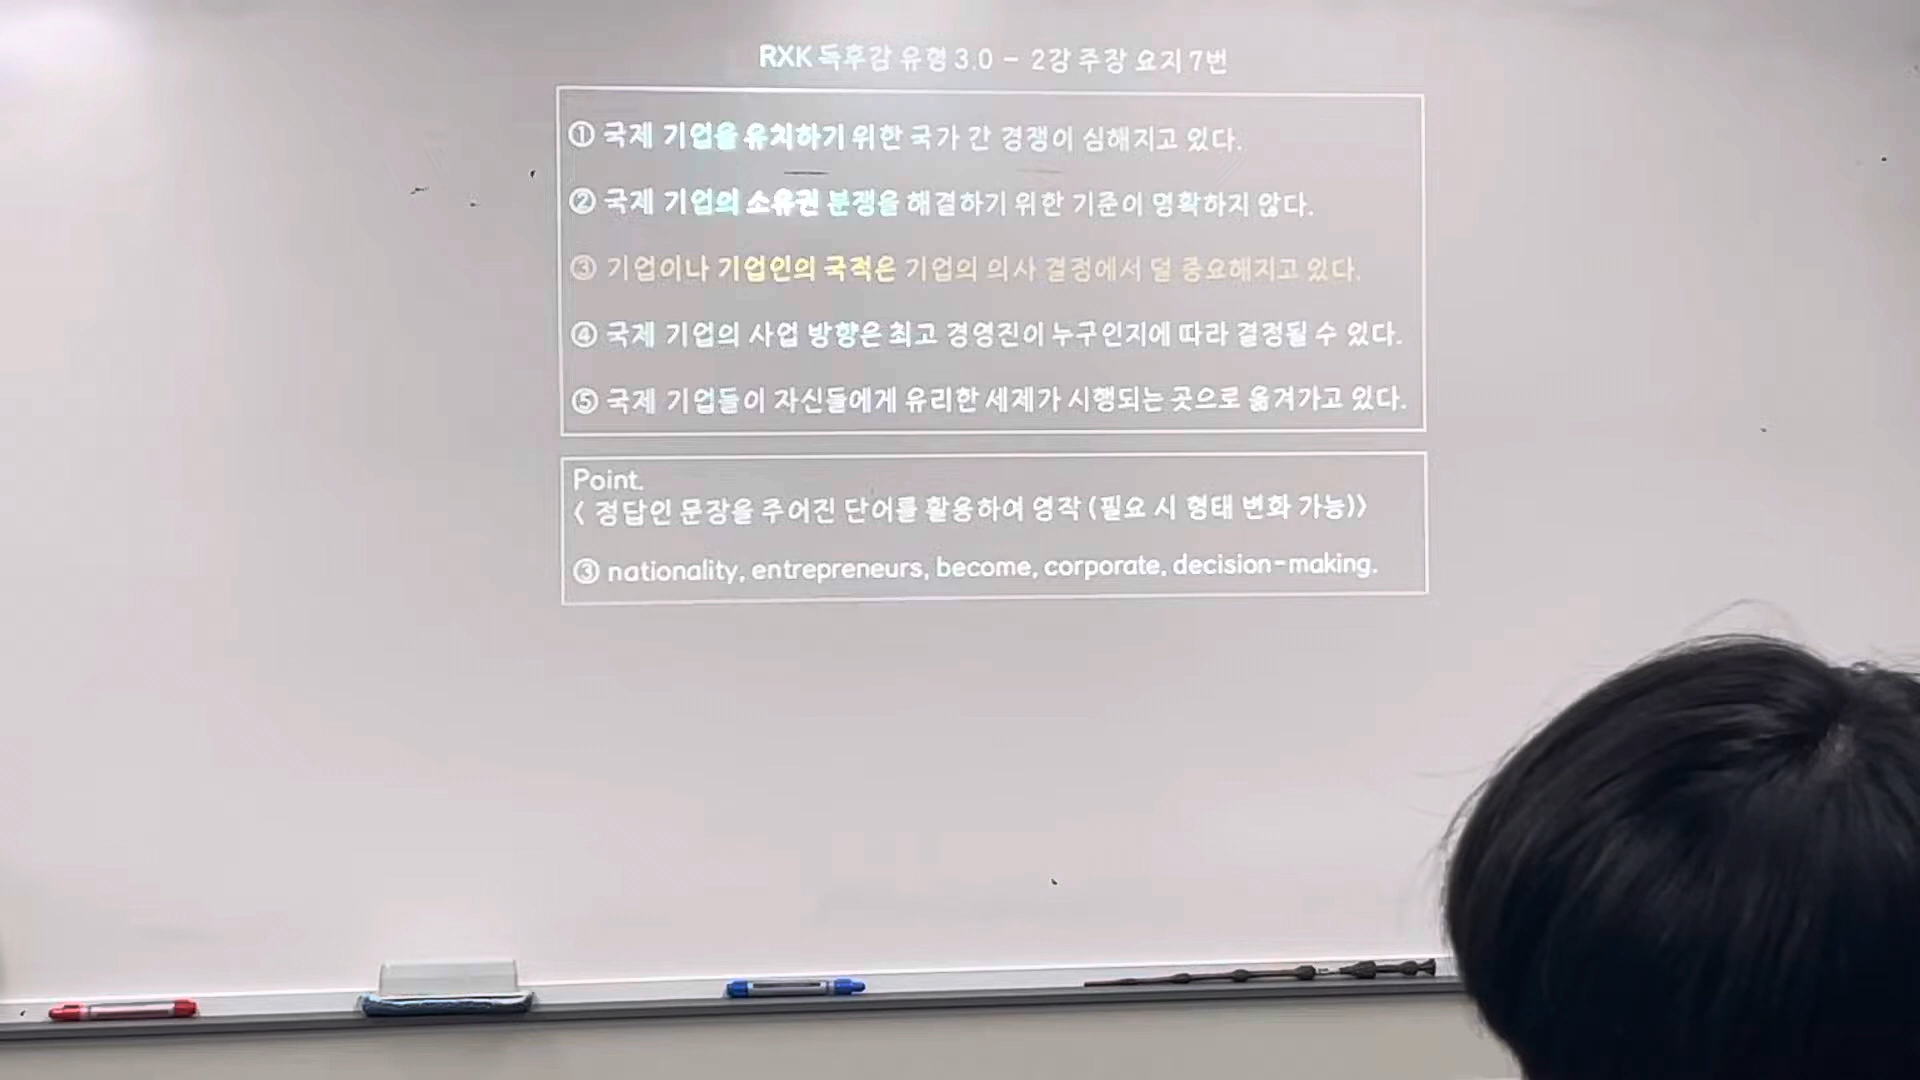 RXK 독후감 유형 3.0 - 2강 주장 요지 7번
① 국제 기업을 유치하기 위한 국가 간 경쟁이 심해지고 있다.
② 국제 기업의 소유권 분쟁을 해결하기 위한 기준이 명확하지 않다.
③ 기업이나 기업인의 국적은 기업의 의사 결정에서 덜 중요해지고 있다.
④ 국제 기업의 사업 방향은 최고 경영진이 누구인지에 따라 결정될 수 있다.
⑤ 국제 기업들이 자신들에게 유리한 세제가 시행되는 곳으로 옮겨가고 있다.
Point.
< 정답인 문장을 주어진 단어를 활용하여 영작 (필요 시 형태 변화 가능)>
③ nationality, entrepreneurs, become, corporate, decision-making.